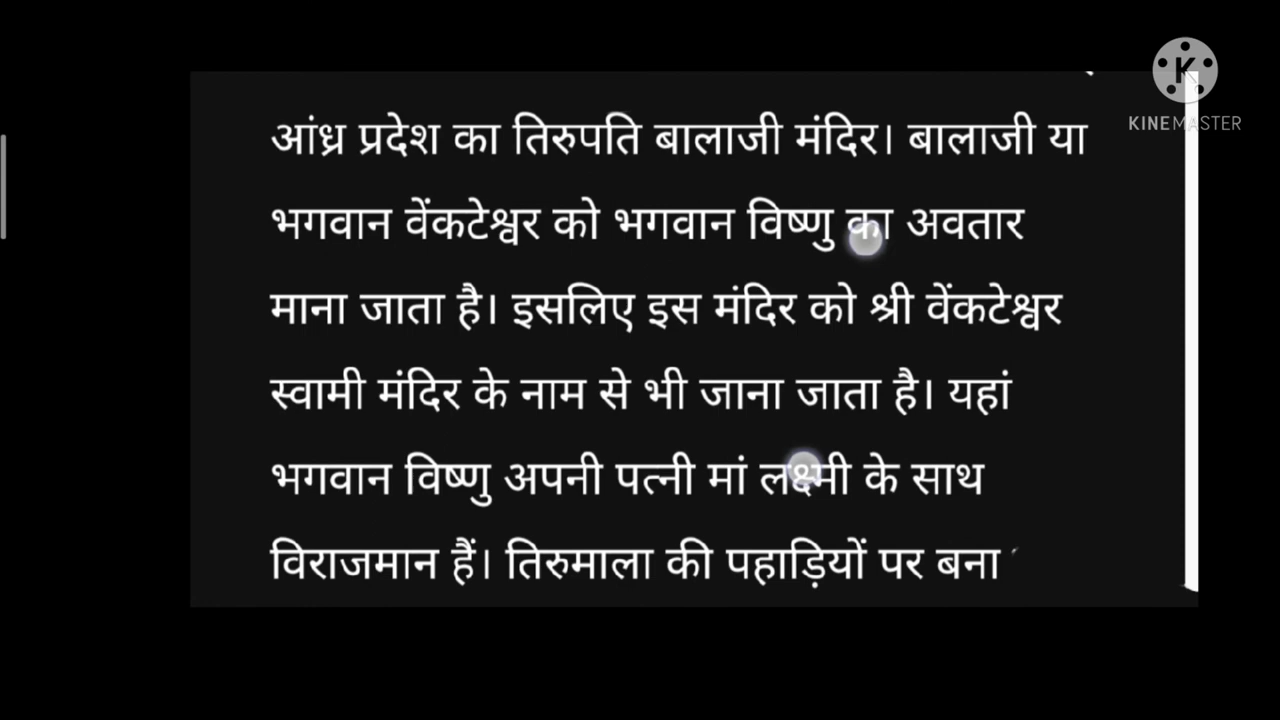 KINEMASTER
आंध्र प्रदेश का तिरुपति बालाजी मंदिर। बालाजी या
भगवान वेंकटेश्वर को भगवान विष्णु का अवतार
माना जाता है। इसलिए इस मंदिर को श्री वेंकटेश्वर
स्वामी मंदिर के नाम से भी जाना जाता है। यहां
भगवान विष्णु अपनी पत्नी मां लक्ष्मी के साथ
विराजमान हैं। तिरुमाला की पहाड़ियों पर बना